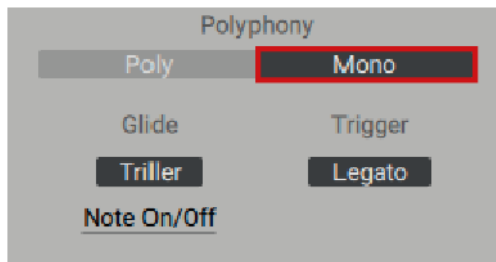 Polyphony
Poly Mono
Glide Trigger
Triller Legato
Note On/Off